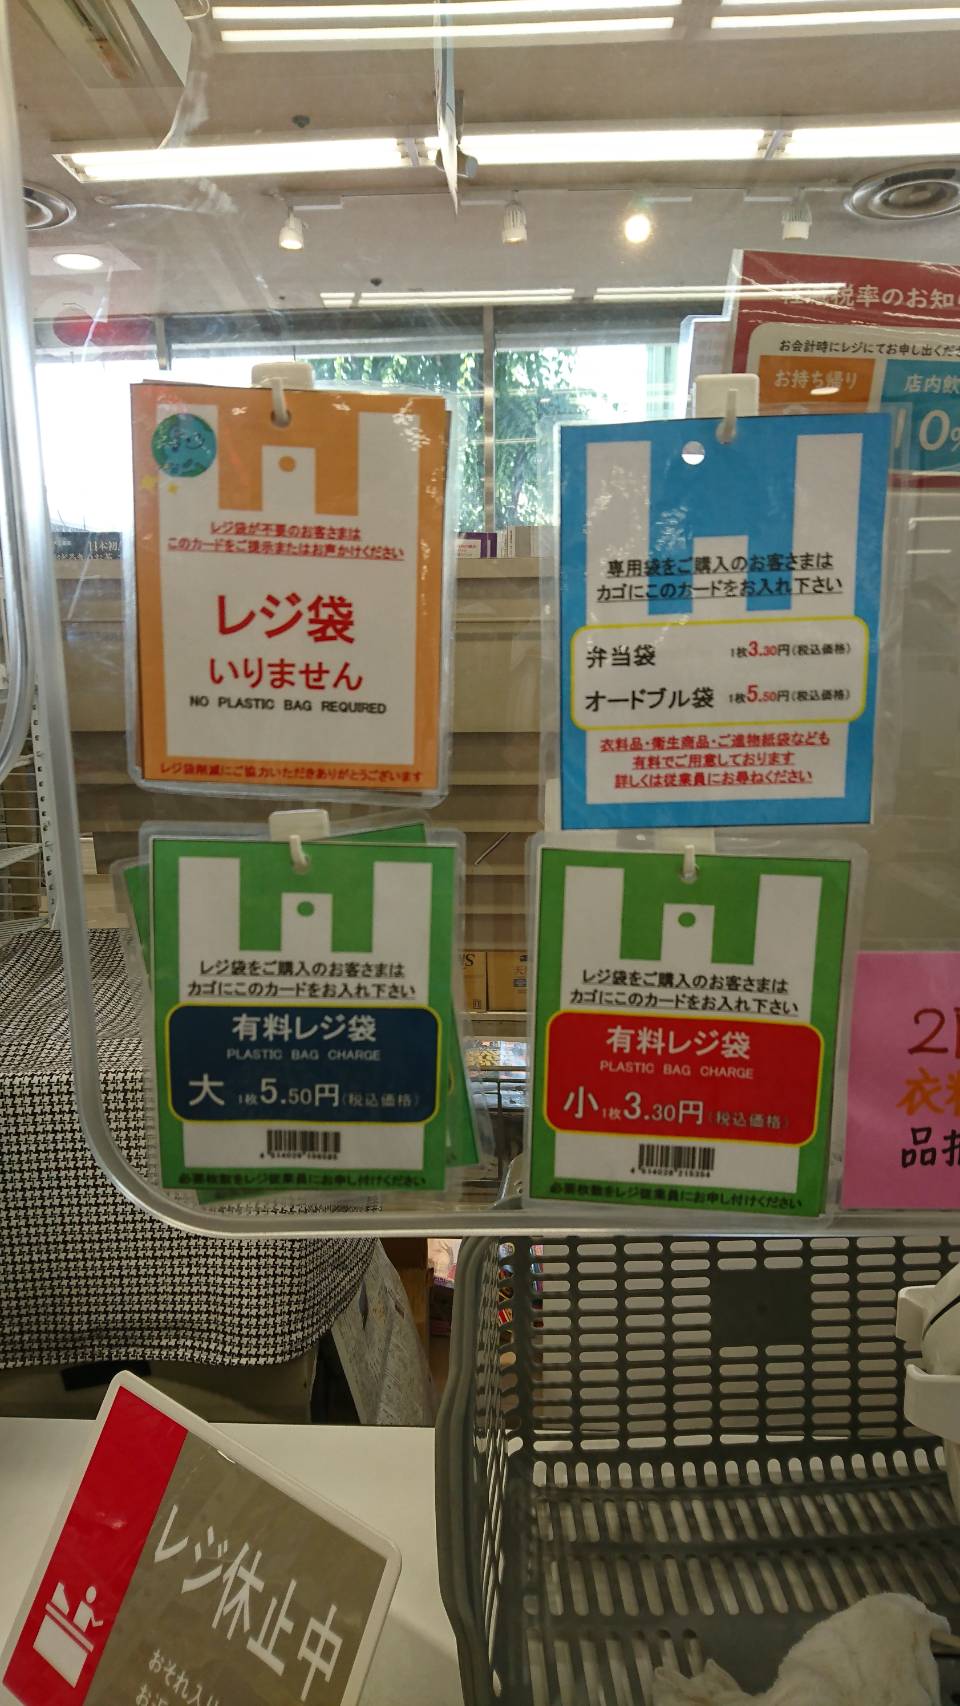 税率のお知
お会計時にレジにてお申し出くださ
お持ち帰り
店内飲
10%
レジ袋が不要のお客さまは
このカードをご提示またはお声かけください
レジ袋
いりません
NO PLASTIC BAG REQUIRED
レジ袋削減にご協力いただきありがとうございます
専用袋をご購入のお客さまは
カゴにこのカードをお入れ下さい
弁当袋 1枚3.30円(税込価格)
オードブル袋 1枚5.50円(税込価格)
衣料品・衛生商品・ご進物紙袋なども
有料でご用意しております
詳しくは従業員にお尋ねください
レジ袋をご購入のお客さまは
カゴにこのカードをお入れ下さい
有料レジ袋
PLASTIC BAG CHARGE
大 1枚5.50円(税込価格)
必要枚数をレジ従業員にお申し付けください
レジ袋をご購入のお客さまは
カゴにこのカードをお入れ下さい
有料レジ袋
PLASTIC BAG CHARGE
小 1枚3.30円(税込価格)
必要枚数をレジ従業員にお申し付けください
衣
品
レジ休止中
おそれ入り